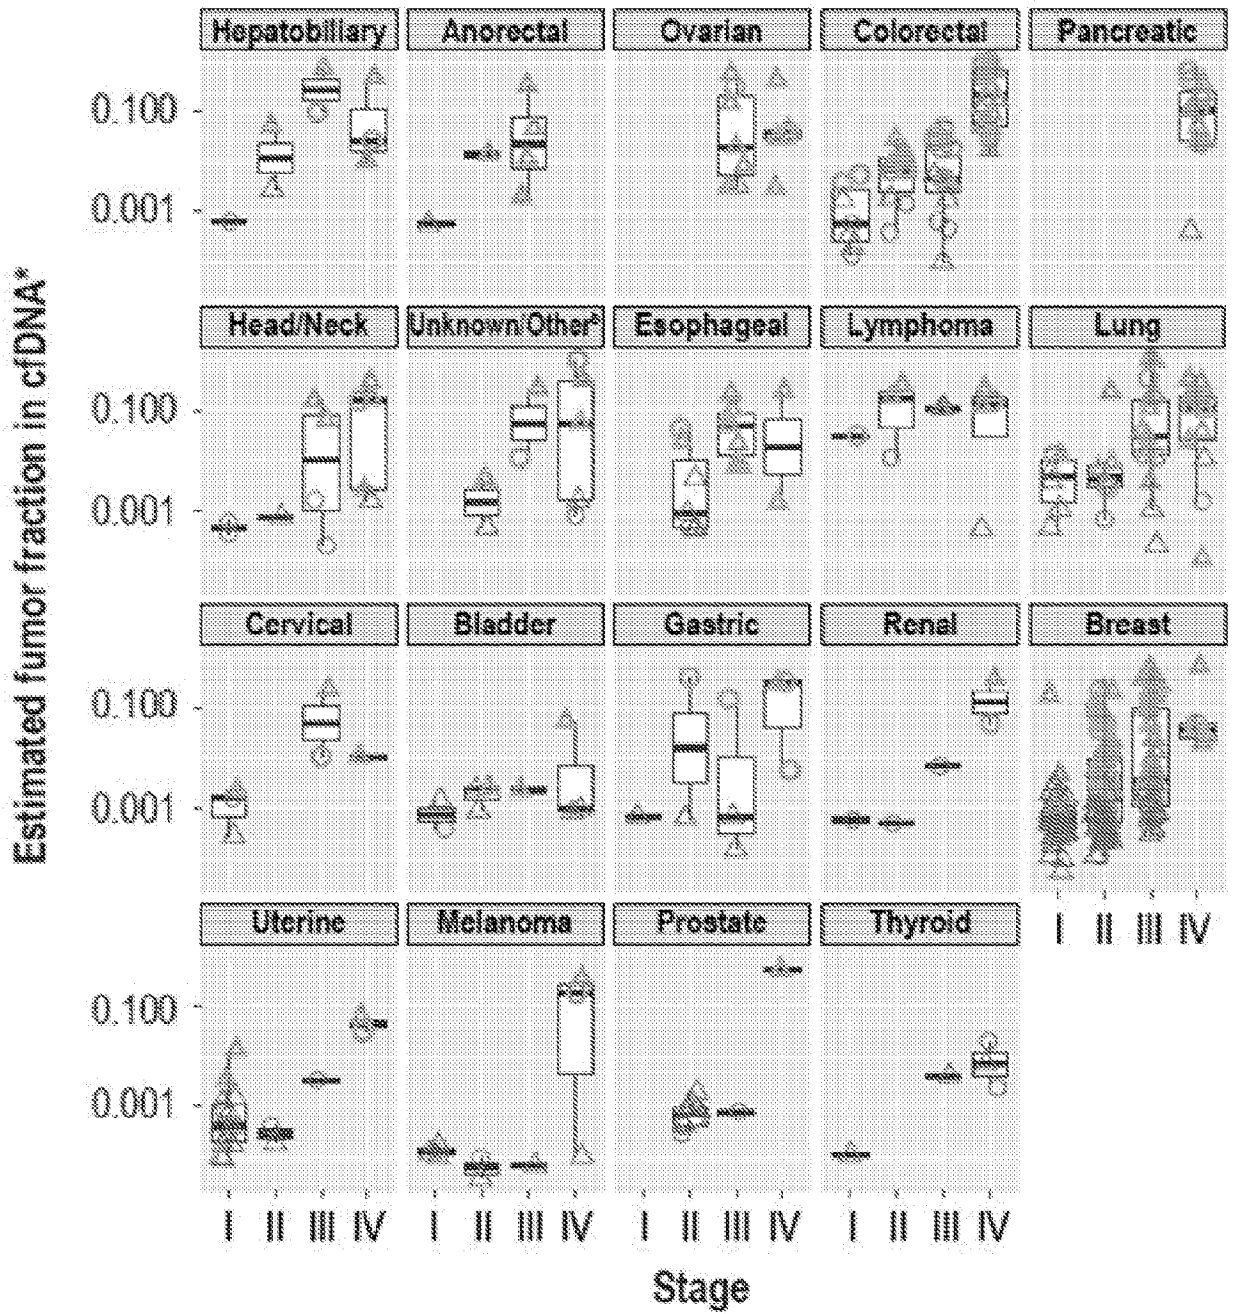 Hepatobiliary Anorectal Ovarian Colorectal Pancreatic
0.100
0.001
Head/Neck Unknown/Other* Esophageal Lymphoma Lung
0.100
0.001
Cervical Bladder Gastric Renal Breast
0.100
0.001
I II III IV
Uterine Melanoma Prostate Thyroid
0.100
0.001
I II III IV I II III IV I II III IV I II III IV
Stage
Estimated fumor fraction in cfDNA*